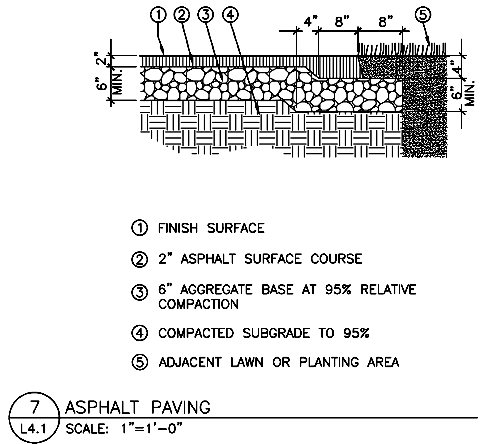 ① ② ③ ④ 4" 8" 8" ⑤
2" 4"
6" MIN. 6" MIN.
① FINISH SURFACE
② 2" ASPHALT SURFACE COURSE
③ 6" AGGREGATE BASE AT 95% RELATIVE
COMPACTION
④ COMPACTED SUBGRADE TO 95%
⑤ ADJACENT LAWN OR PLANTING AREA
7 ASPHALT PAVING
L4.1 SCALE: 1"=1'-0"